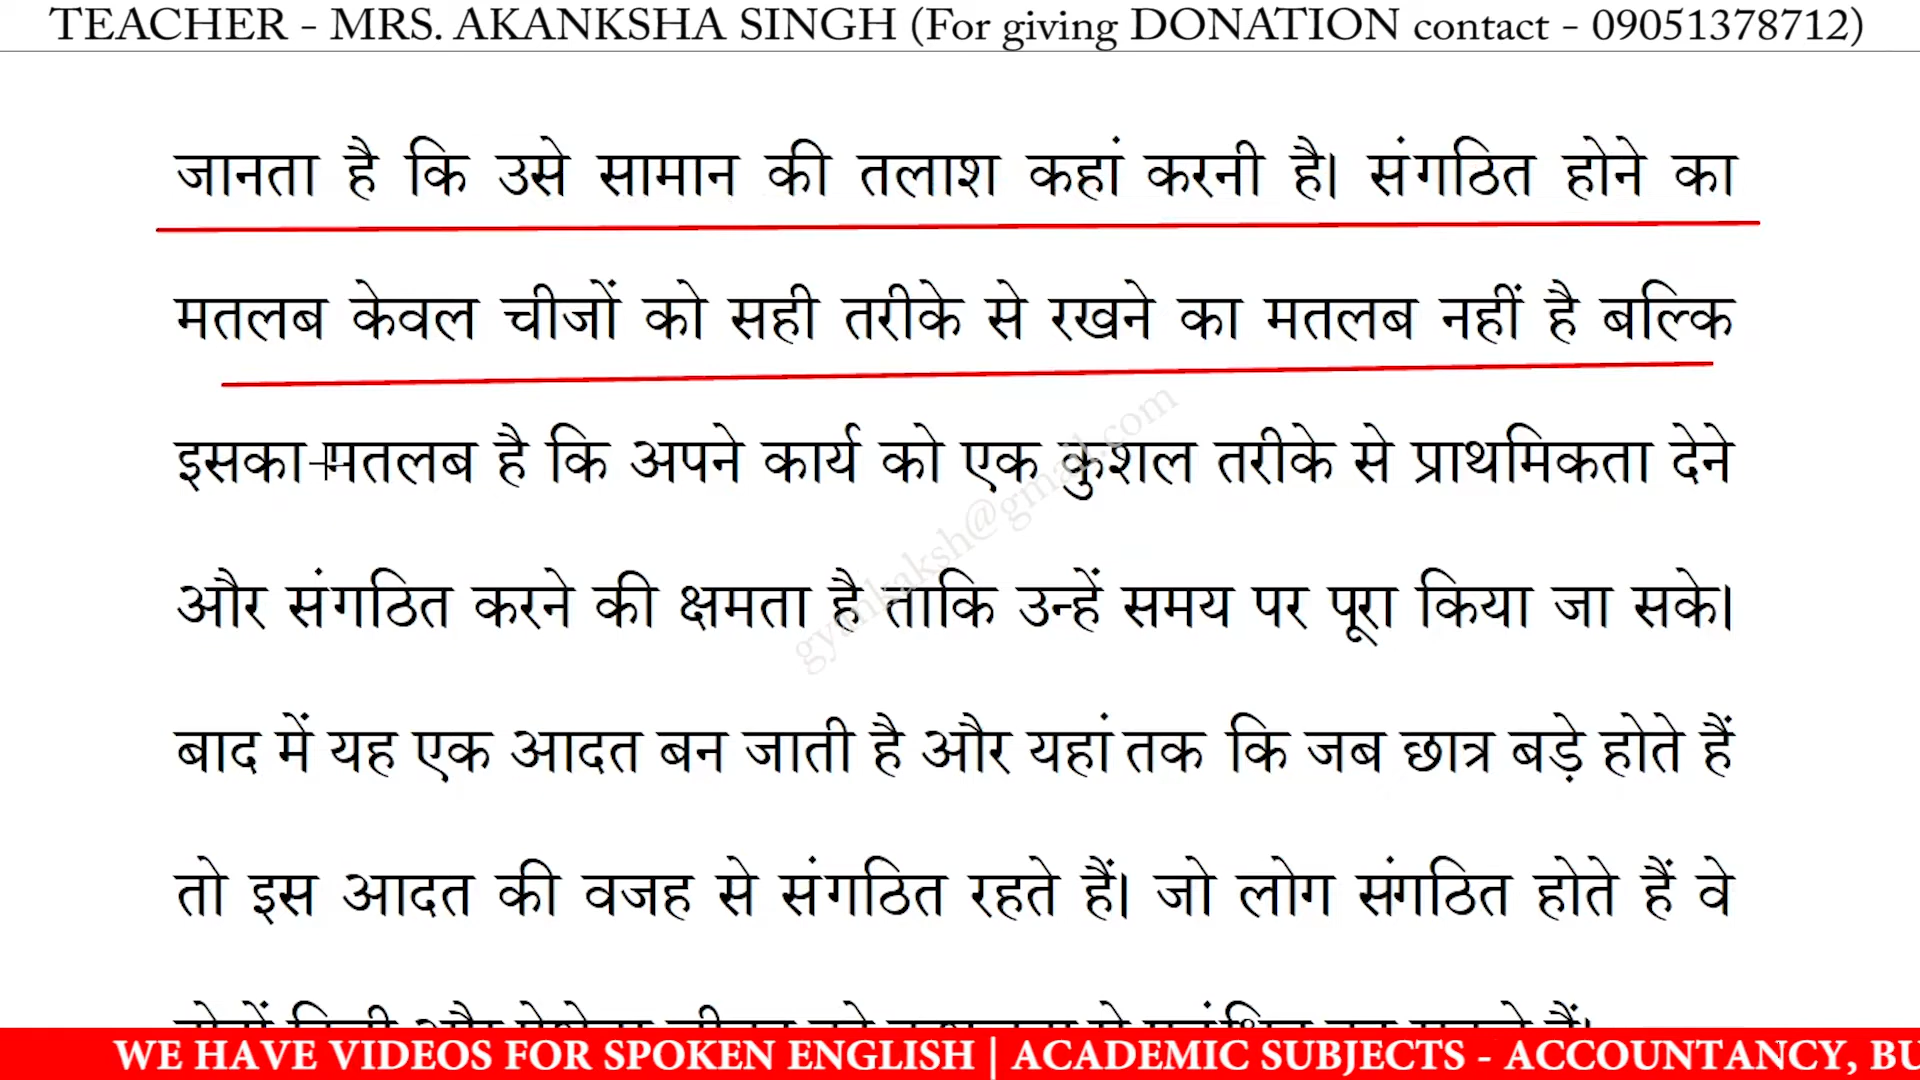 TEACHER - MRS. AKANKSHA SINGH (For giving DONATION contact - 09051378712)
जानता है कि उसे सामान की तलाश कहां करनी है। संगठित होने का
मतलब केवल चीजों को सही तरीके से रखने का मतलब नहीं है बल्कि
इसका मतलब है कि अपने कार्य को एक कुशल तरीके से प्राथमिकता देने
और संगठित करने की क्षमता है ताकि उन्हें समय पर पूरा किया जा सके।
बाद में यह एक आदत बन जाती है और यहां तक कि जब छात्र बड़े होते हैं
तो इस आदत की वजह से संगठित रहते हैं। जो लोग संगठित होते हैं वे
gyankaksh@gmail.com
WE HAVE VIDEOS FOR SPOKEN ENGLISH | ACADEMIC SUBJECTS - ACCOUNTANCY, BU